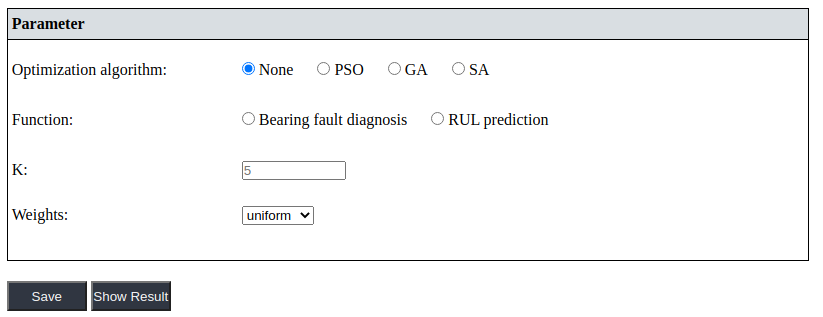 Parameter
Optimization algorithm: None PSO GA SA
Function: Bearing fault diagnosis RUL prediction
K: 5
Weights: uniform
Save Show Result